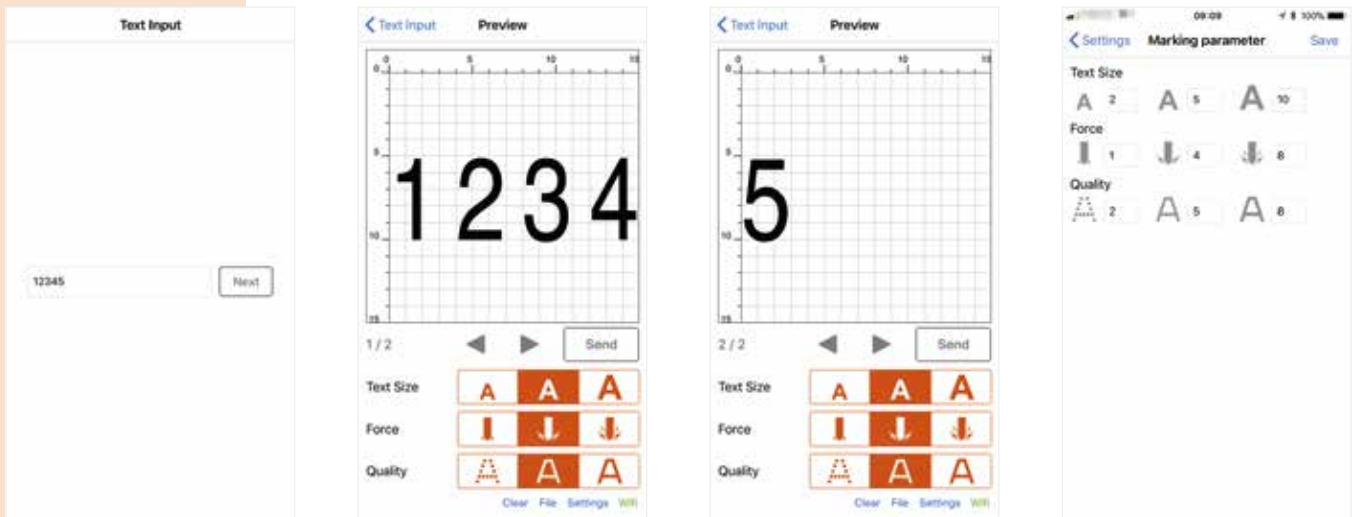 Text Input
12345
Next
Text Input
Preview
0 5 10 15
0
5
10
15
1234
1 / 2
Send
Text Size
A A A
Force
Quality
A A A
Clear File Settings Wifi
Text Input
Preview
0 5 10 15
0
5
10
15
5
2 / 2
Send
Text Size
A A A
Force
Quality
A A A
Clear File Settings Wifi
09:09
100%
Settings
Marking parameter
Save
Text Size
A 2 A 5 A 10
Force
1 4 8
Quality
A 2 A 5 A 8